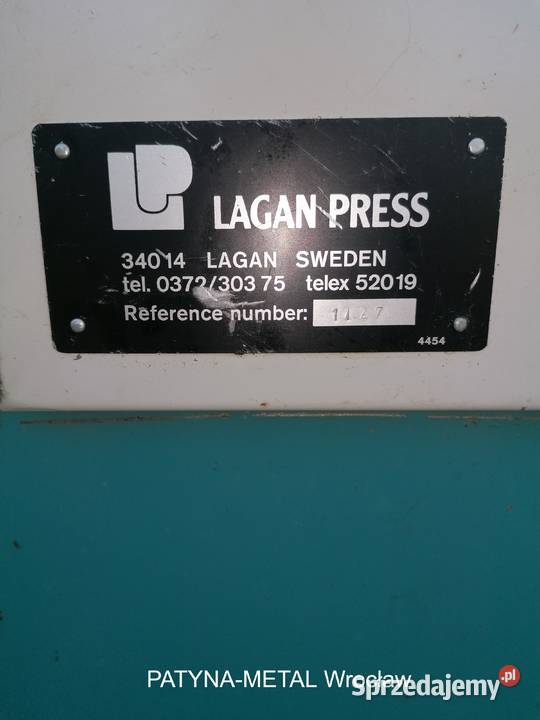 LP
LAGAN PRESS
34014 LAGAN SWEDEN
tel. 0372/303 75 telex 52019
Reference number:
4454
PATYNA-METAL Wrocław
Sprzedajemy.pl